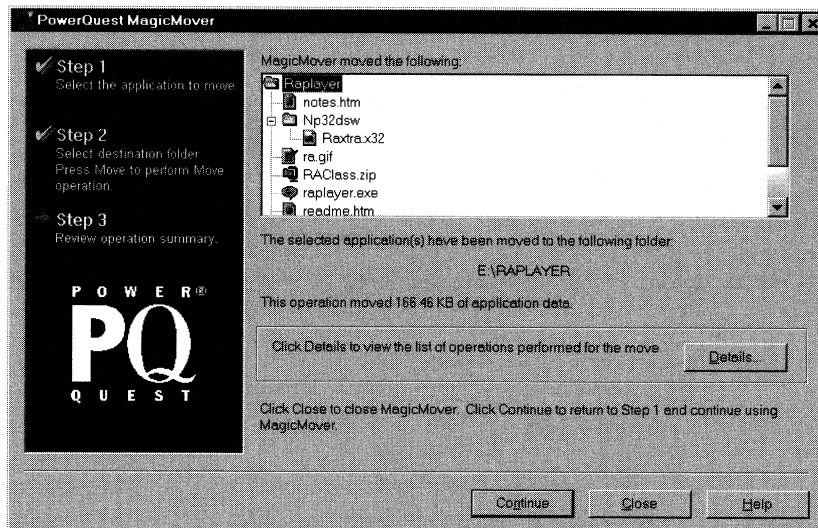 PowerQuest MagicMover
Step 1
Select the application to move
Step 2
Select destination folder
Press Move to perform Move
operation.
Step 3
Review operation summary.
POWER®
PQ
QUEST
MagicMover moved the following:
Raplayer
notes.htm
Np32dsw
Raxtra.x32
ra.gif
RAClass.zip
raplayer.exe
readme.htm
The selected application(s) have been moved to the following folder:
E:\RAPLAYER
This operation moved 166.46 KB of application data.
Click Details to view the list of operations performed for the move
Details...
Click Close to close MagicMover. Click Continue to return to Step 1 and continue using
MagicMover.
Continue
Close
Help